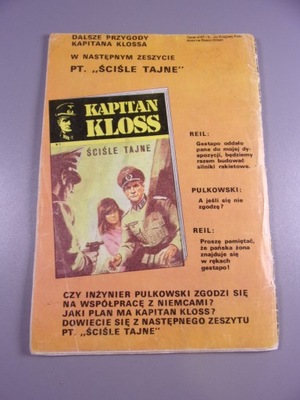 DALSZE PRZYGODY
KAPITANA KLOSSA
W NASTĘPNYM ZESZYCIE
PT. „ŚCIŚLE TAJNE"
KAPITAN
KLOSS
ŚCIŚLE TAJNE
REIL:
Gestapo oddało
pana do mojej dy-
spozycji, będziemy
razem budować
silniki rakietowe.
PULKOWSKI:
A jeśli się nie
zgodzę?
REIL:
Proszę pamiętać,
że pańska żona
znajduje się
w rękach
gestapo!
CZY INŻYNIER PULKOWSKI ZGODZI SIĘ
NA WSPÓŁPRACĘ Z NIEMCAMI?
JAKI PLAN MA KAPITAN KLOSS?
DOWIECIE SIĘ Z NASTĘPNEGO ZESZYTU
PT. „ŚCIŚLE TAJNE"